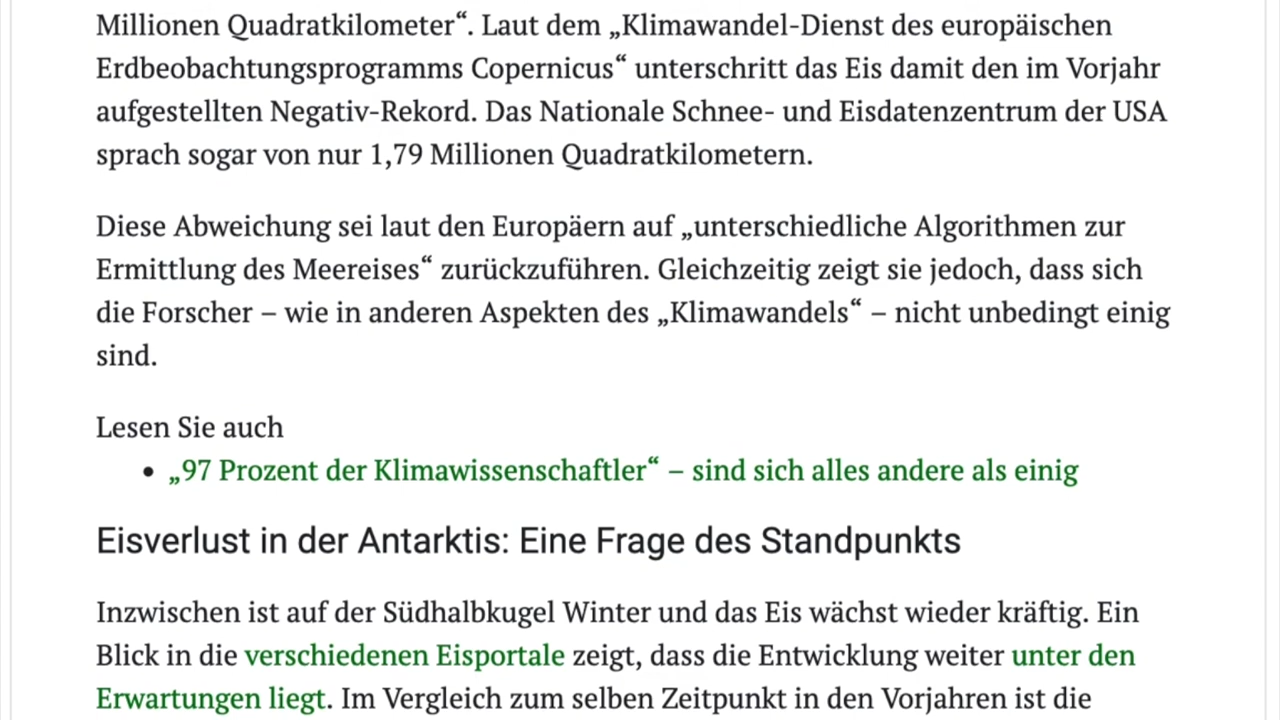 Millionen Quadratkilometer“. Laut dem „Klimawandel-Dienst des europäischen
Erdbeobachtungsprogramms Copernicus“ unterschritt das Eis damit den im Vorjahr
aufgestellten Negativ-Rekord. Das Nationale Schnee- und Eisdatenzentrum der USA
sprach sogar von nur 1,79 Millionen Quadratkilometern.
Diese Abweichung sei laut den Europäern auf „unterschiedliche Algorithmen zur
Ermittlung des Meereises“ zurückzuführen. Gleichzeitig zeigt sie jedoch, dass sich
die Forscher – wie in anderen Aspekten des „Klimawandels“ – nicht unbedingt einig
sind.
Lesen Sie auch
• „97 Prozent der Klimawissenschaftler“ – sind sich alles andere als einig
Eisverlust in der Antarktis: Eine Frage des Standpunkts
Inzwischen ist auf der Südhalbkugel Winter und das Eis wächst wieder kräftig. Ein
Blick in die verschiedenen Eisportale zeigt, dass die Entwicklung weiter unter den
Erwartungen liegt. Im Vergleich zum selben Zeitpunkt in den Vorjahren ist die